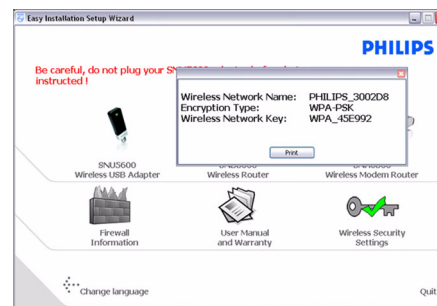 Easy Installation Setup Wizard
PHILIPS
Be careful, do not plug your
instructed !
Wireless Network Name: PHILIPS_3002D8
Encryption Type: WPA-PSK
Wireless Network Key: WPA_45E992
Print
SNU5600
Wireless USB Adapter
Wireless Router
Wireless Modem Router
Firewall
Information
User Manual
and Warranty
Wireless Security
Settings
Change language
Quit